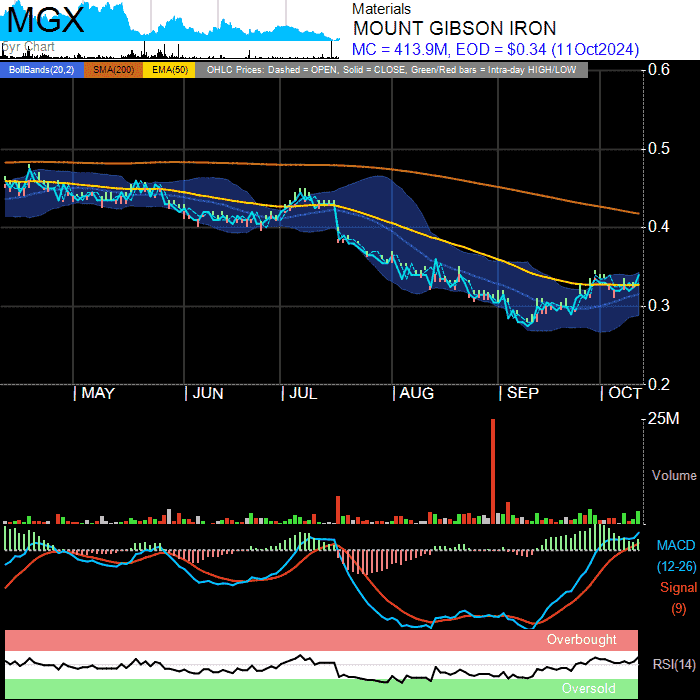 MGX
Materials
MOUNT GIBSON IRON
MC = 413.9M, EOD = $0.34 (11Oct2024)
5yr Chart
BollBands(20,2) SMA(200) EMA(50) OHLC Prices: Dashed = OPEN, Solid = CLOSE, Green/Red bars = Intra-day HIGH/LOW
0.6
0.5
0.4
0.3
0.2
MAY JUN JUL AUG SEP OCT
25M
Volume
MACD
(12-26)
Signal
(9)
Overbought
RSI(14)
Oversold